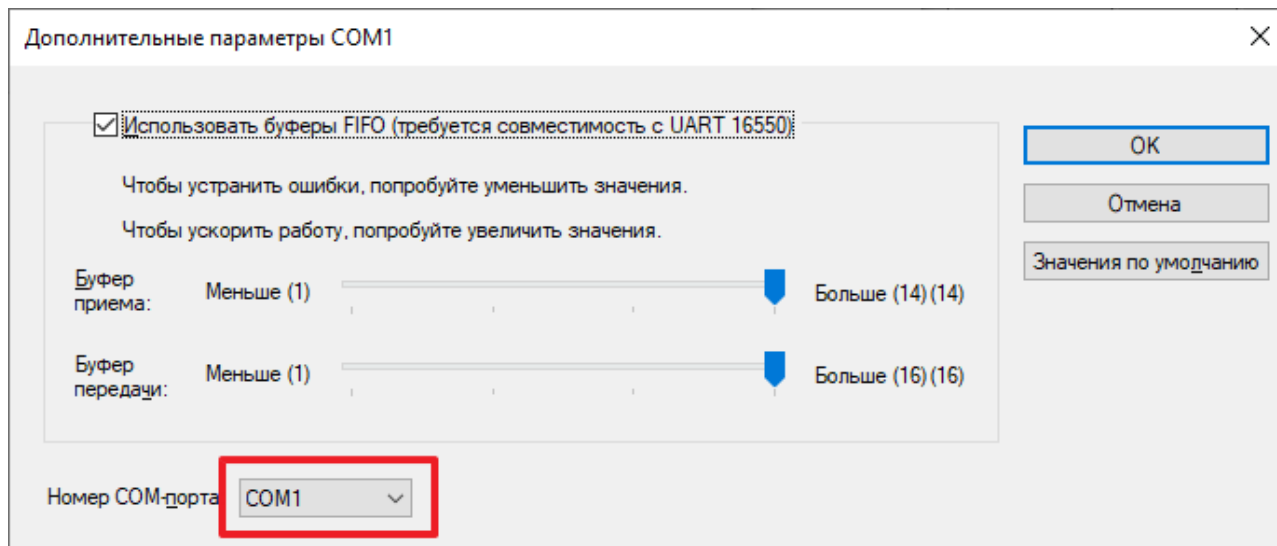 Дополнительные параметры COM1
Использовать буферы FIFO (требуется совместимость с UART 16550)
OK
Чтобы устранить ошибки, попробуйте уменьшить значения.
Отмена
Чтобы ускорить работу, попробуйте увеличить значения.
Значения по умолчанию
Буфер
приема:
Меньше (1)
Больше (14) (14)
Буфер
передачи:
Меньше (1)
Больше (16) (16)
Номер COM-порта
COM1